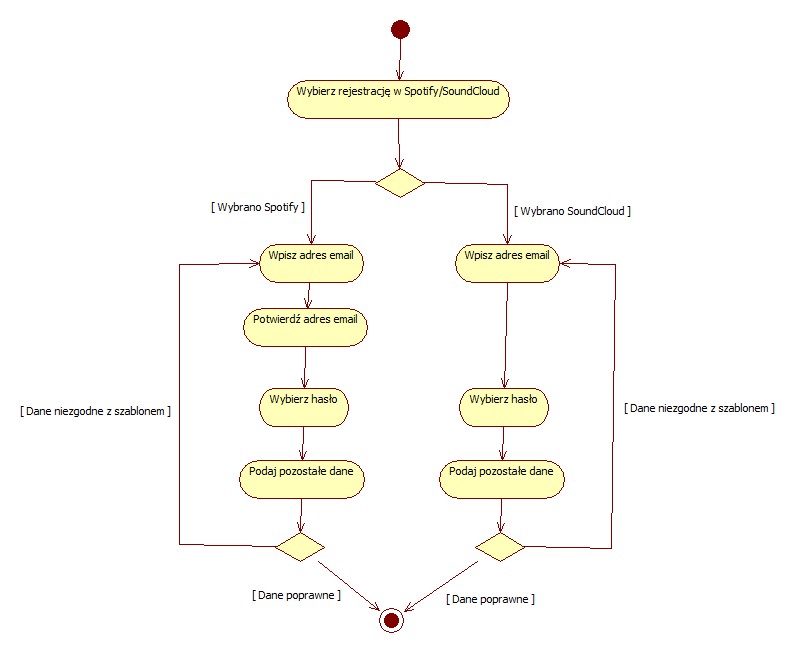 Wybierz rejestrację w Spotify/SoundCloud
[ Wybrano Spotify ]
[ Wybrano SoundCloud ]
Wpisz adres email
Wpisz adres email
Potwierdź adres email
Wybierz hasło
Wybierz hasło
[ Dane niezgodne z szablonem ]
[ Dane niezgodne z szablonem ]
Podaj pozostałe dane
Podaj pozostałe dane
[ Dane poprawne ]
[ Dane poprawne ]